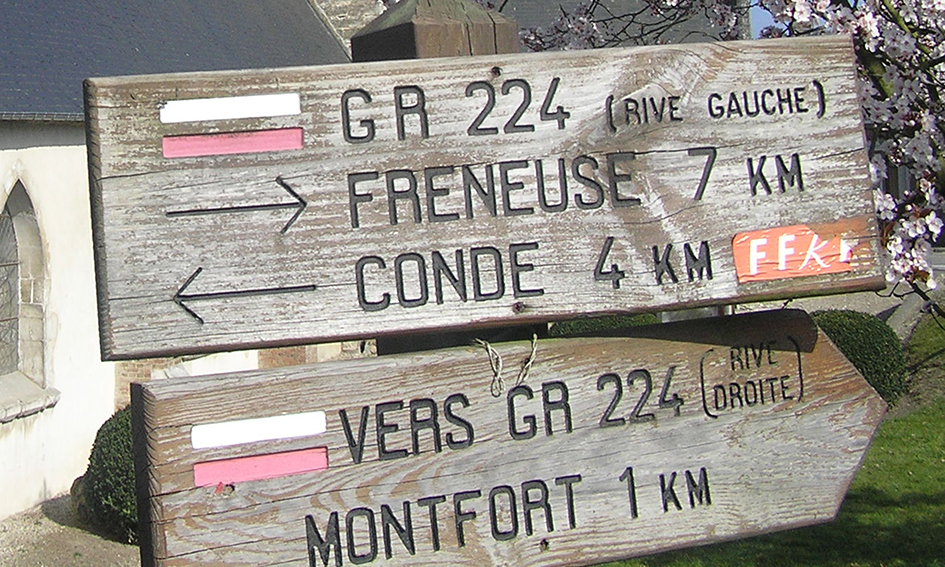 GR 224 (RIVE GAUCHE)
FRENEUSE 7 KM
CONDE 4 KM
VERS GR 224 (RIVE DROITE)
MONTFORT 1 KM